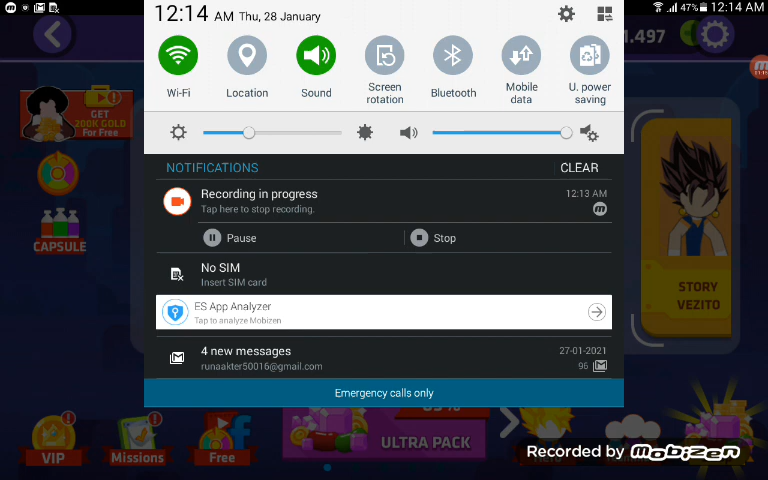 12:14 AM Thu, 28 January
47% 12:14 AM
1.497
Wi-Fi
Location
Sound
Screen
rotation
Bluetooth
Mobile
data
U. power
saving
GET
200K GOLD
For Free
CAPSULE
NOTIFICATIONS
CLEAR
Recording in progress
12:13 AM
Tap here to stop recording.
Pause
Stop
No SIM
Insert SIM card
ES App Analyzer
Tap to analyze Mobizen
4 new messages
27-01-2021
runaakter50016@gmail.com
96
Emergency calls only
STORY
VEZITO
VIP
Missions
Free
ULTRA PACK
Recorded by mobizen